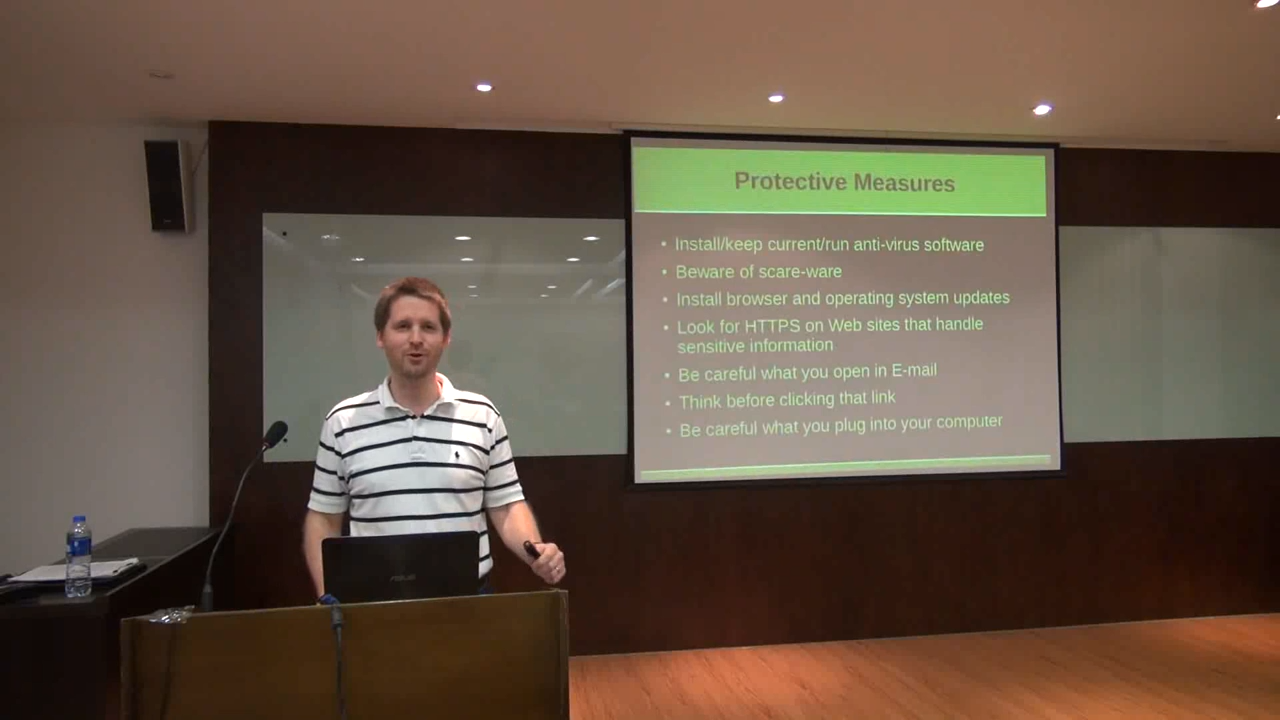 Protective Measures
• Install/keep current/run anti-virus software
• Beware of scare-ware
• Install browser and operating system updates
• Look for HTTPS on Web sites that handle
sensitive information
• Be careful what you open in E-mail
• Think before clicking that link
• Be careful what you plug into your computer
ASUS